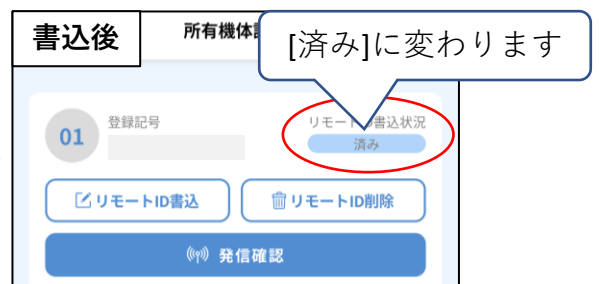 書込後
所有機体
[済み]に変わります
01
登録記号
リモートID書込状況
済み
リモートID書込
リモートID削除
発信確認